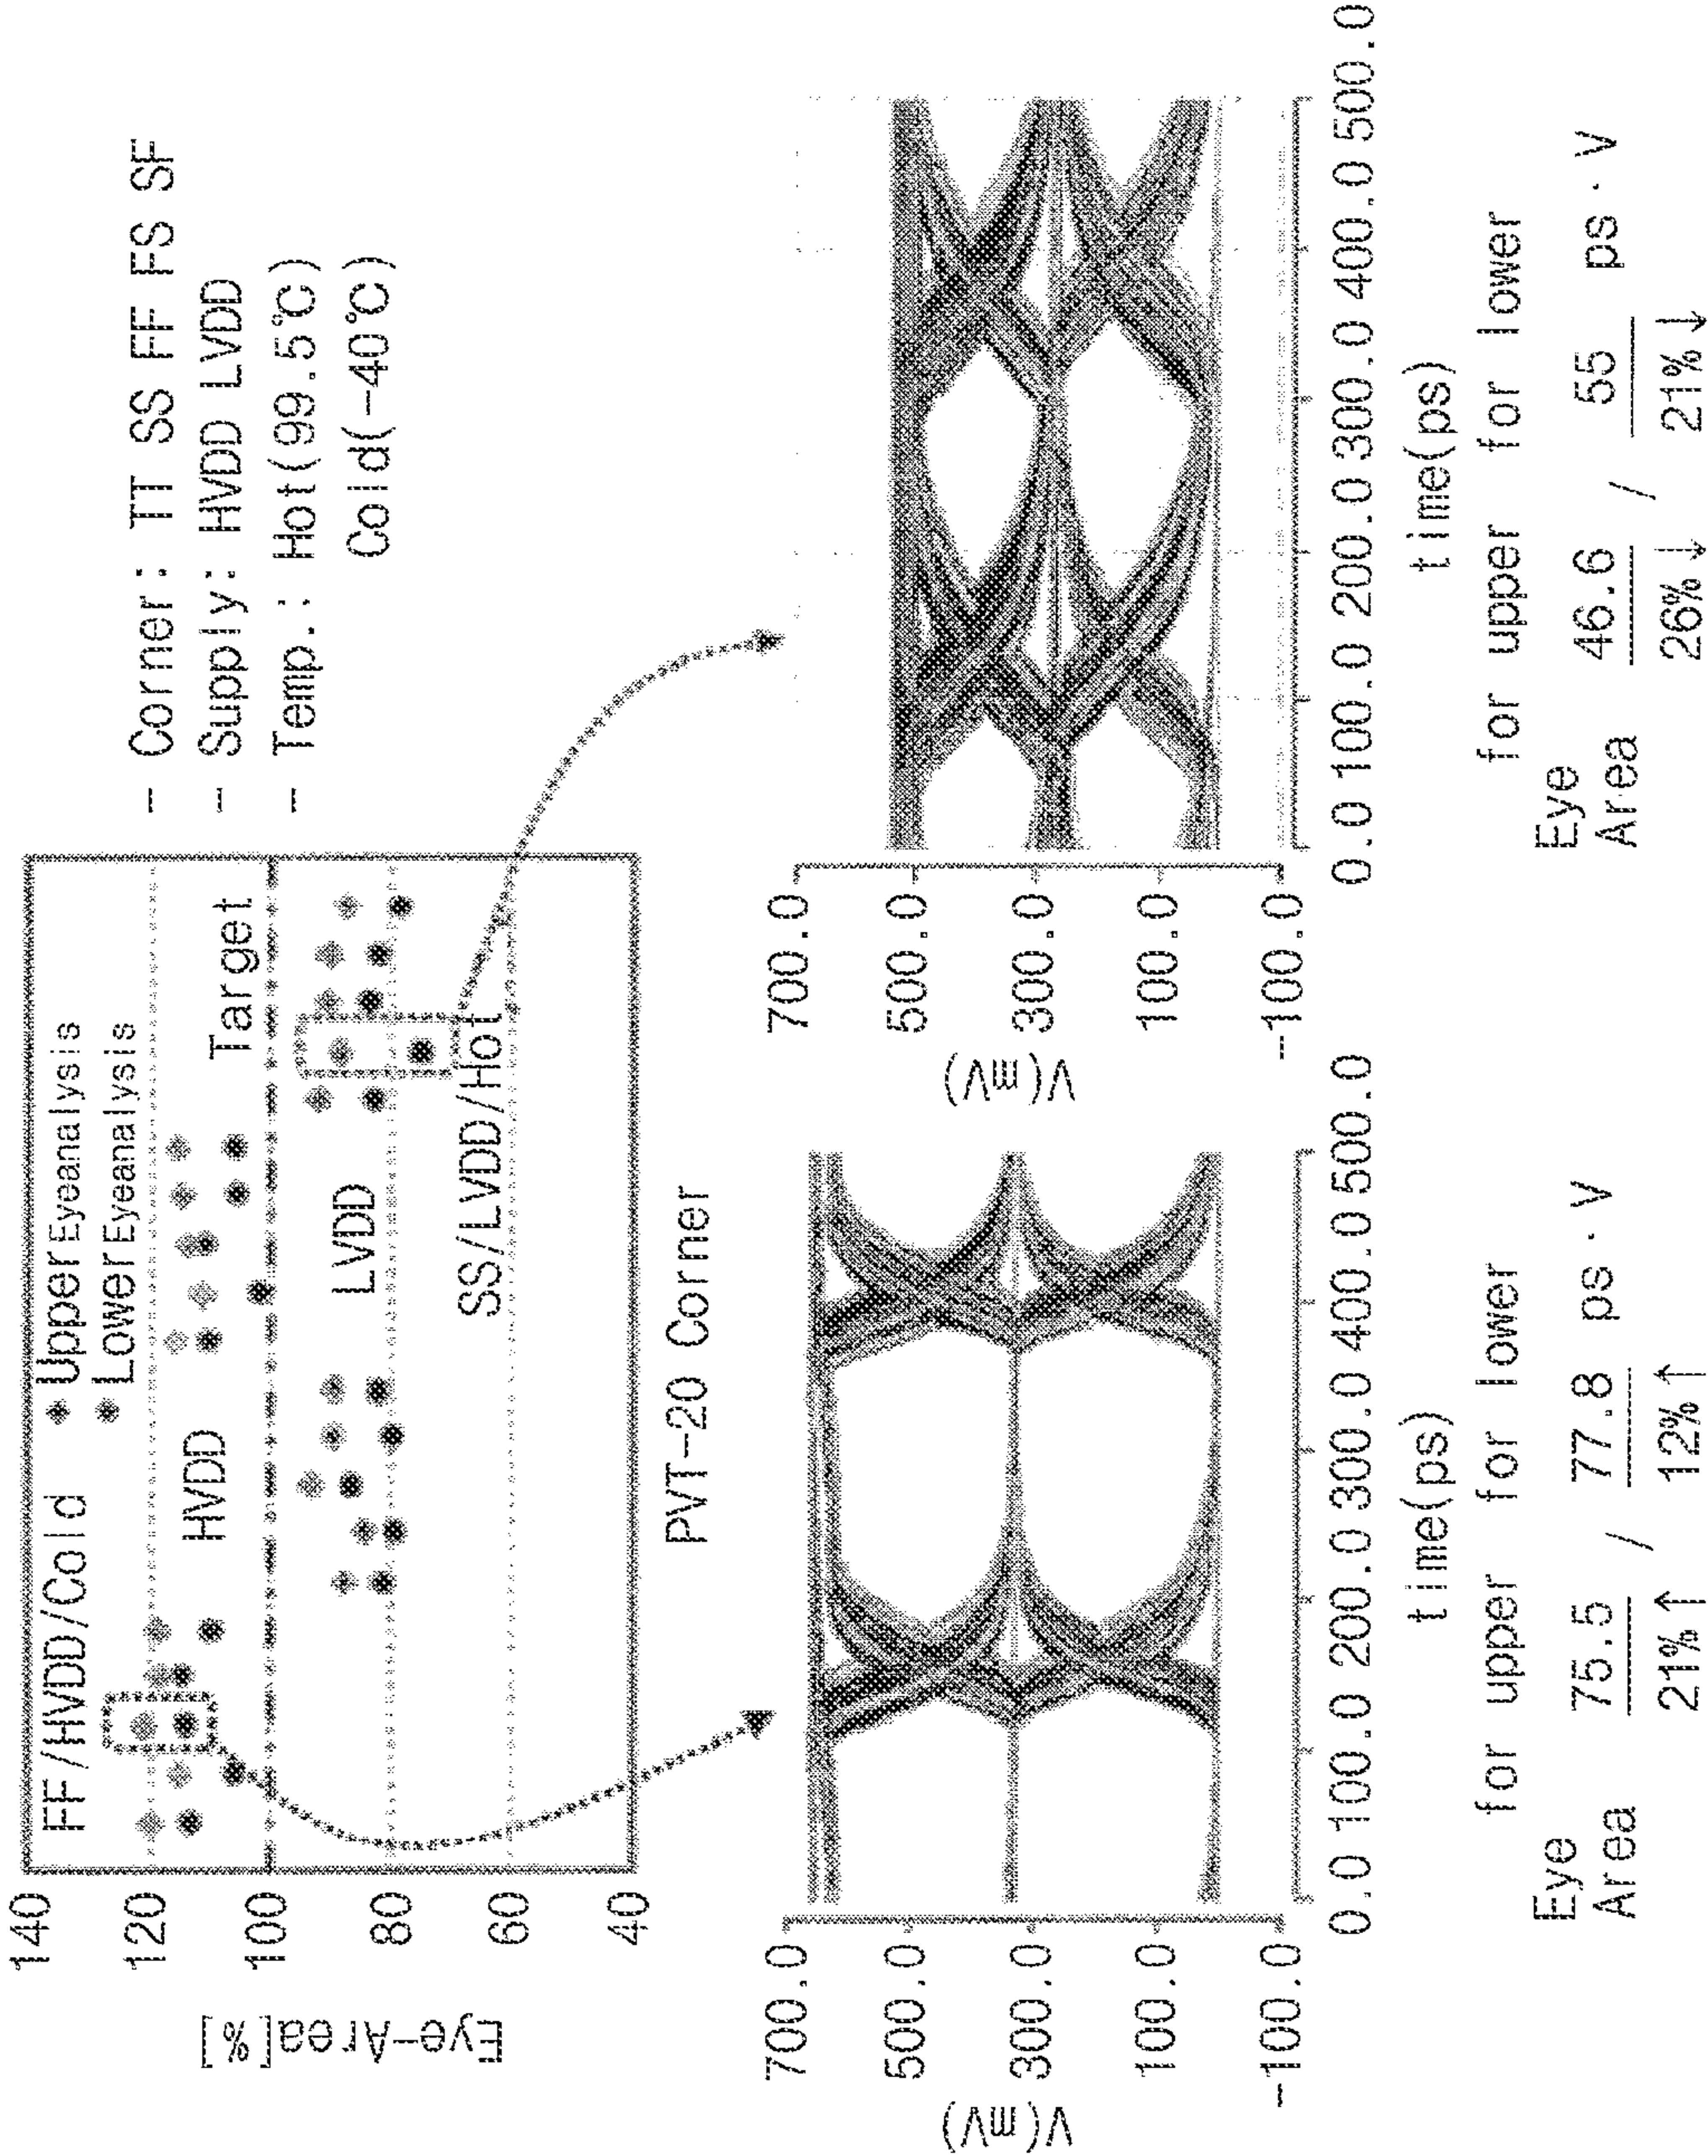 FF/HVDD/Cold
UpperEyeanalysis
LowerEyeanalysis
- Corner: TT SS FF FS SF
- Supply: HVDD LVDD
- Temp.: Hot(99.5℃)
Cold(-40℃)
140
120
100
80
60
40
Eye-Area[%]
HVDD
Target
LVDD
SS/LVDD/Hot
PVT-20 Corner
700.0
500.0
300.0
100.0
-100.0
V(mV)
0.0 100.0 200.0 300.0 400.0 500.0
time(ps)
for upper for lower
Eye
Area
75.5 / 77.8 ps·V
21%↑ 12%↑
700.0
500.0
300.0
100.0
-100.0
V(mV)
0.0 100.0 200.0 300.0 400.0 500.0
time(ps)
for upper for lower
Eye
Area
46.6 / 55 ps·V
26%↓ 21%↓